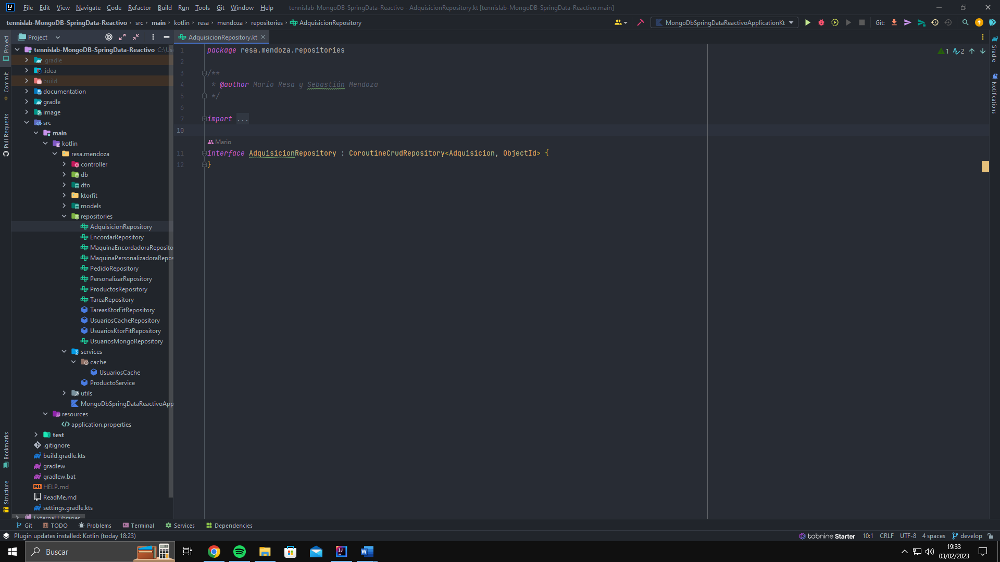 File Edit View Navigate Code Refactor Build Run Tools Git Window Help tennislab-MongoDB-SpringData-Reactivo - AdquisicionRepository.kt [tennislab-MongoDB-SpringData-Reactivo.main]
tennislab-MongoDB-SpringData-Reactivo src main kotlin resa mendoza repositories AdquisicionRepository MongoDbSpringDataReactivoApplicationKt Git:
Project
AdquisicionRepository.kt
Project
Commit
Pull Requests
Bookmarks
Structure
tennislab-MongoDB-SpringData-Reactivo C:\Us
.gradle
.idea
build
documentation
gradle
image
src
main
kotlin
resa.mendoza
controller
db
dto
ktorfit
models
repositories
AdquisicionRepository
EncordarRepository
MaquinaEncordadoraReposito
MaquinaPersonalizadoraRepos
PedidoRepository
PersonalizarRepository
ProductosRepository
TareaRepository
TareasKtorFitRepository
UsuariosCacheRepository
UsuariosKtorFitRepository
UsuariosMongoRepository
services
cache
UsuariosCache
ProductoService
utils
MongoDbSpringDataReactivoApp
resources
application.properties
test
.gitignore
build.gradle.kts
gradlew
gradlew.bat
HELP.md
ReadMe.md
settings.gradle.kts
External Libraries
1 package resa.mendoza.repositories
2
3 /**
4 * @author Mario Resa y Sebastián Mendoza
5 */
6
7 import ...
10
Mario
11 interface AdquisicionRepository : CoroutineCrudRepository<Adquisicion, ObjectId> {
12 }
1 2
Gradle
Notifications
Git TODO Problems Terminal Services Dependencies
Plugin updates installed: Kotlin (today 18:23) tabnine Starter 10:1 CRLF UTF-8 4 spaces develop
Buscar
19:33
03/02/2023